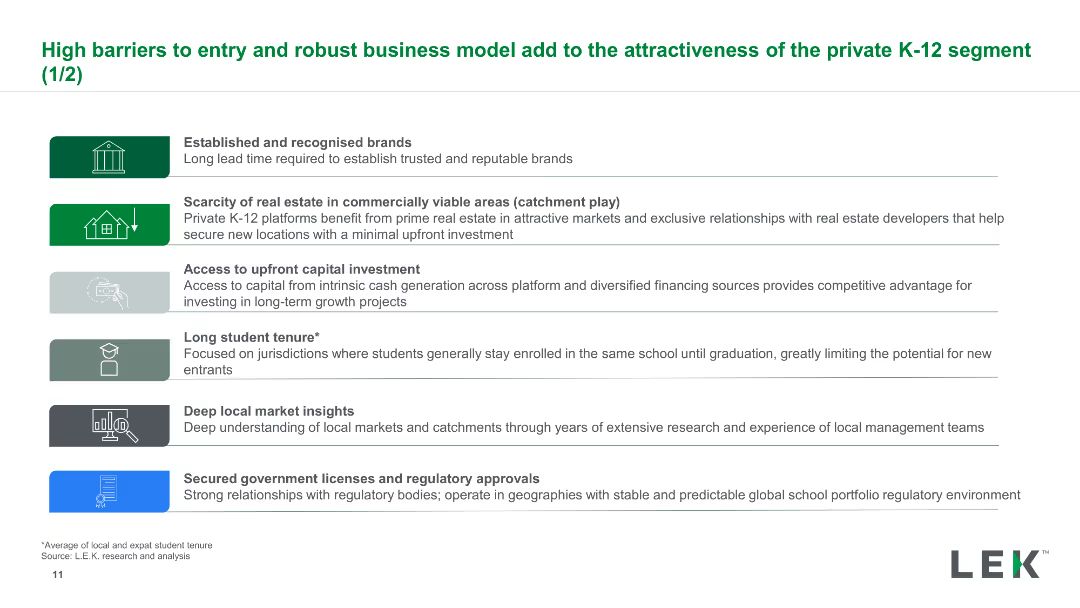 High barriers to entry and robust business model add to the attractiveness of the private K-12 segment
(1/2)
Established and recognised brands
Long lead time required to establish trusted and reputable brands
Scarcity of real estate in commercially viable areas (catchment play)
Private K-12 platforms benefit from prime real estate in attractive markets and exclusive relationships with real estate developers that help
secure new locations with a minimal upfront investment
Access to upfront capital investment
Access to capital from intrinsic cash generation across platform and diversified financing sources provides competitive advantage for
investing in long-term growth projects
Long student tenure*
Focused on jurisdictions where students generally stay enrolled in the same school until graduation, greatly limiting the potential for new
entrants
Deep local market insights
Deep understanding of local markets and catchments through years of extensive research and experience of local management teams
Secured government licenses and regulatory approvals
Strong relationships with regulatory bodies; operate in geographies with stable and predictable global school portfolio regulatory environment
*Average of local and expat student tenure
Source: L.E.K. research and analysis
11
LEK™